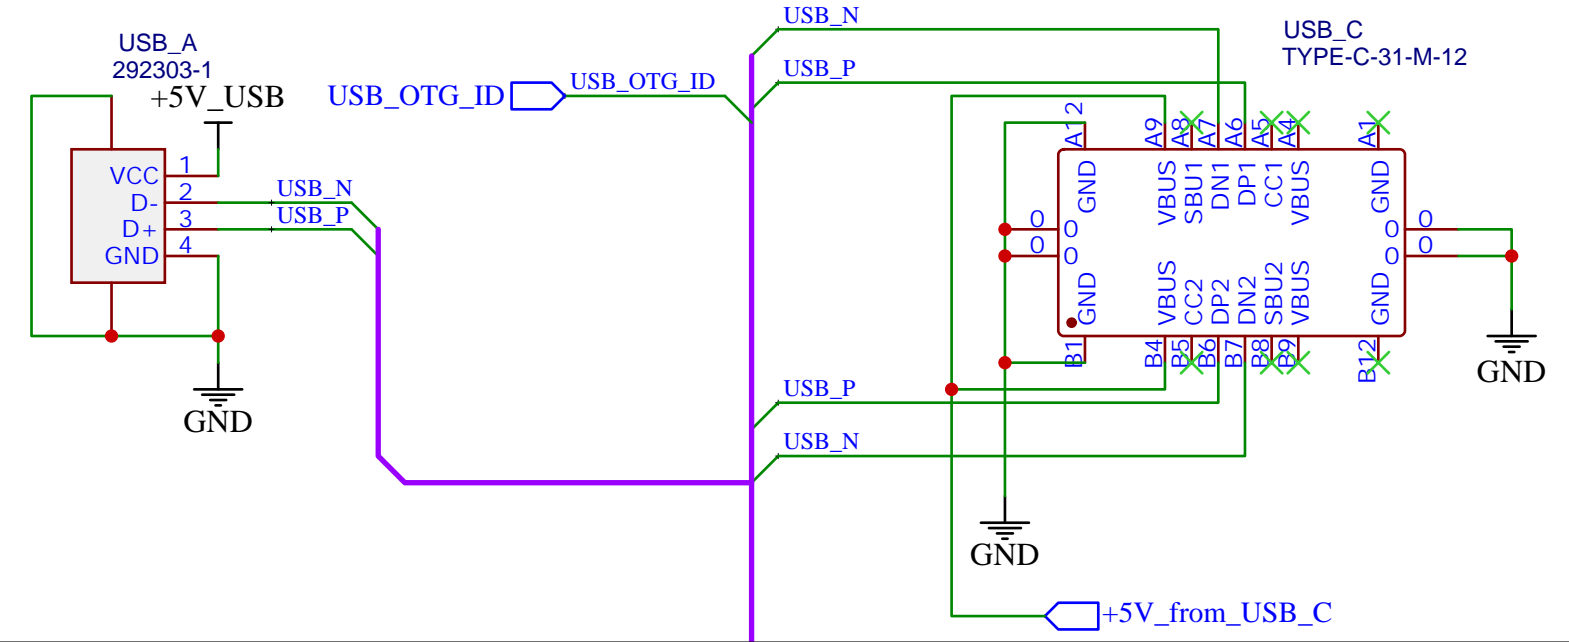 USB_N
USB_A
292303-1
+5V_USB
USB_OTG_ID
USB_OTG_ID
USB_P
USB_C
TYPE-C-31-M-12
A12
A9
A8
A7
A6
A5
A4
A1
VCC 1
D- 2
D+ 3
GND 4
USB_N
USB_P
GND
VBUS
SBU1
DN1
DP1
CC1
VBUS
GND
0 0
0 0
0 0
0 0
GND
VBUS
CC2
DP2
DN2
SBU2
VBUS
GND
B1
B4
B5
B6
B7
B8
B9
B12
GND
USB_P
USB_N
GND
GND
+5V_from_USB_C